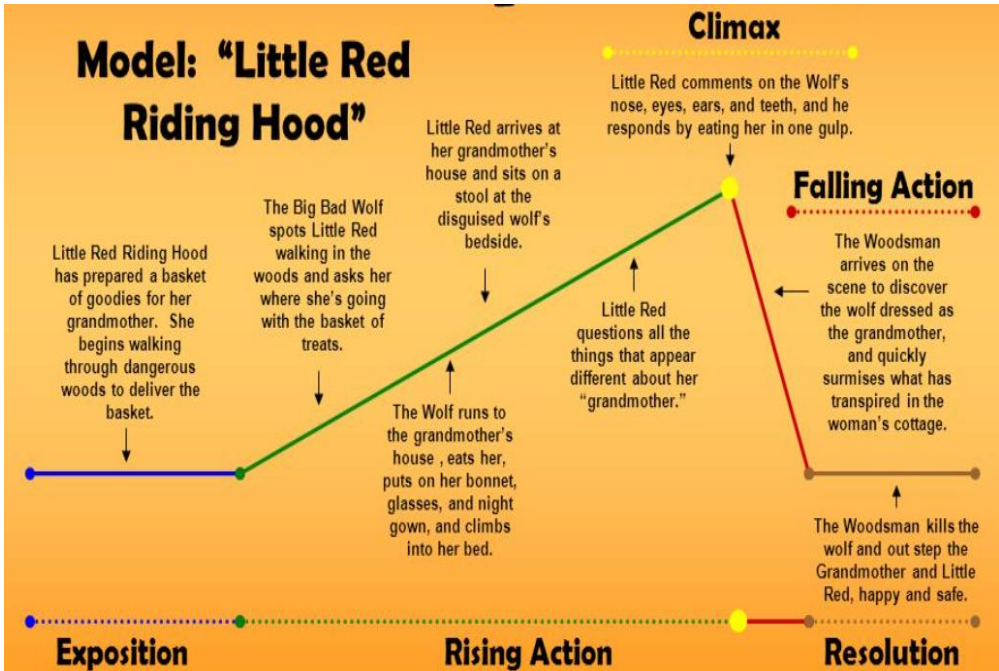 Model: “Little Red
Riding Hood”
Climax
Little Red comments on the Wolf’s
nose, eyes, ears, and teeth, and he
responds by eating her in one gulp.
Little Red arrives at
her grandmother’s
house and sits on a
stool at the
disguised wolf’s
bedside.
Falling Action
The Big Bad Wolf
spots Little Red
walking in the
woods and asks her
where she’s going
with the basket of
treats.
Little Red Riding Hood
has prepared a basket
of goodies for her
grandmother. She
begins walking
through dangerous
woods to deliver the
basket.
The Woodsman
arrives on the
scene to discover
the wolf dressed as
the grandmother,
and quickly
surmises what has
transpired in the
woman’s cottage.
Little Red
questions all the
things that appear
different about her
“grandmother.”
The Wolf runs to
the grandmother’s
house , eats her,
puts on her bonnet,
glasses, and night
gown, and climbs
into her bed.
The Woodsman kills the
wolf and out step the
Grandmother and Little
Red, happy and safe.
Exposition
Rising Action
Resolution